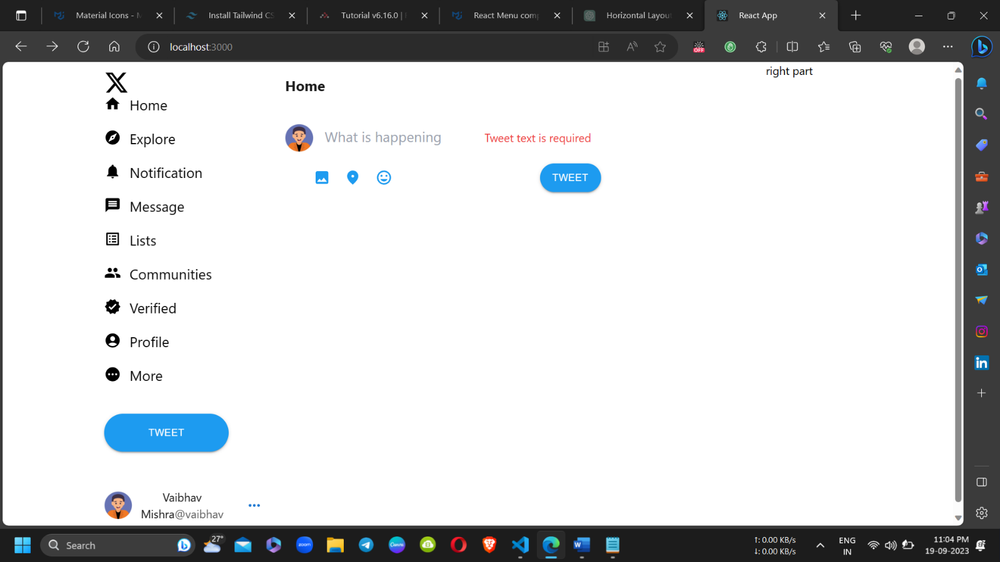 Material Icons - M
Install Tailwind CS
Tutorial v6.16.0 |
React Menu comp
Horizontal Layout
React App
localhost:3000
OFF
right part
Home
Home
What is happening
Tweet text is required
Explore
TWEET
Notification
Message
Lists
Communities
Verified
Profile
More
TWEET
Vaibhav
Mishra@vaibhav
Search
27°
zoom
Canva
↑: 0.00 KB/s
↓: 0.00 KB/s
ENG
IN
11:04 PM
19-09-2023